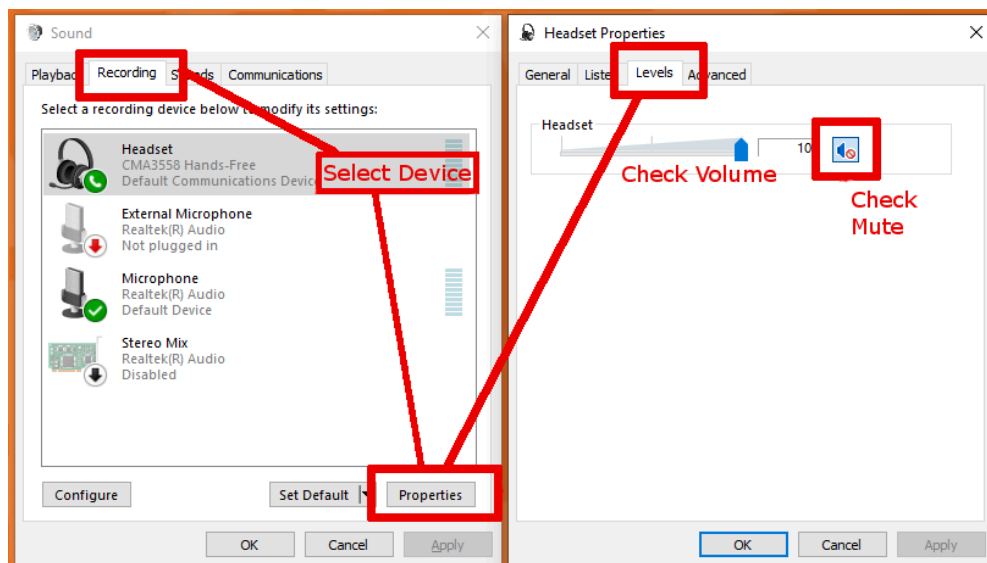 Sound
Playbac Recording S nds Communications
Select a recording device below to modify its settings:
Headset
CMA3558 Hands-Free
Default Communications Devic
Select Device
External Microphone
Realtek(R) Audio
Not plugged in
Microphone
Realtek(R) Audio
Default Device
Stereo Mix
Realtek(R) Audio
Disabled
Configure Set Default Properties
OK Cancel Apply
Headset Properties
General Liste Levels Advanced
Headset
10
Check Volume
Check
Mute
OK Cancel Apply